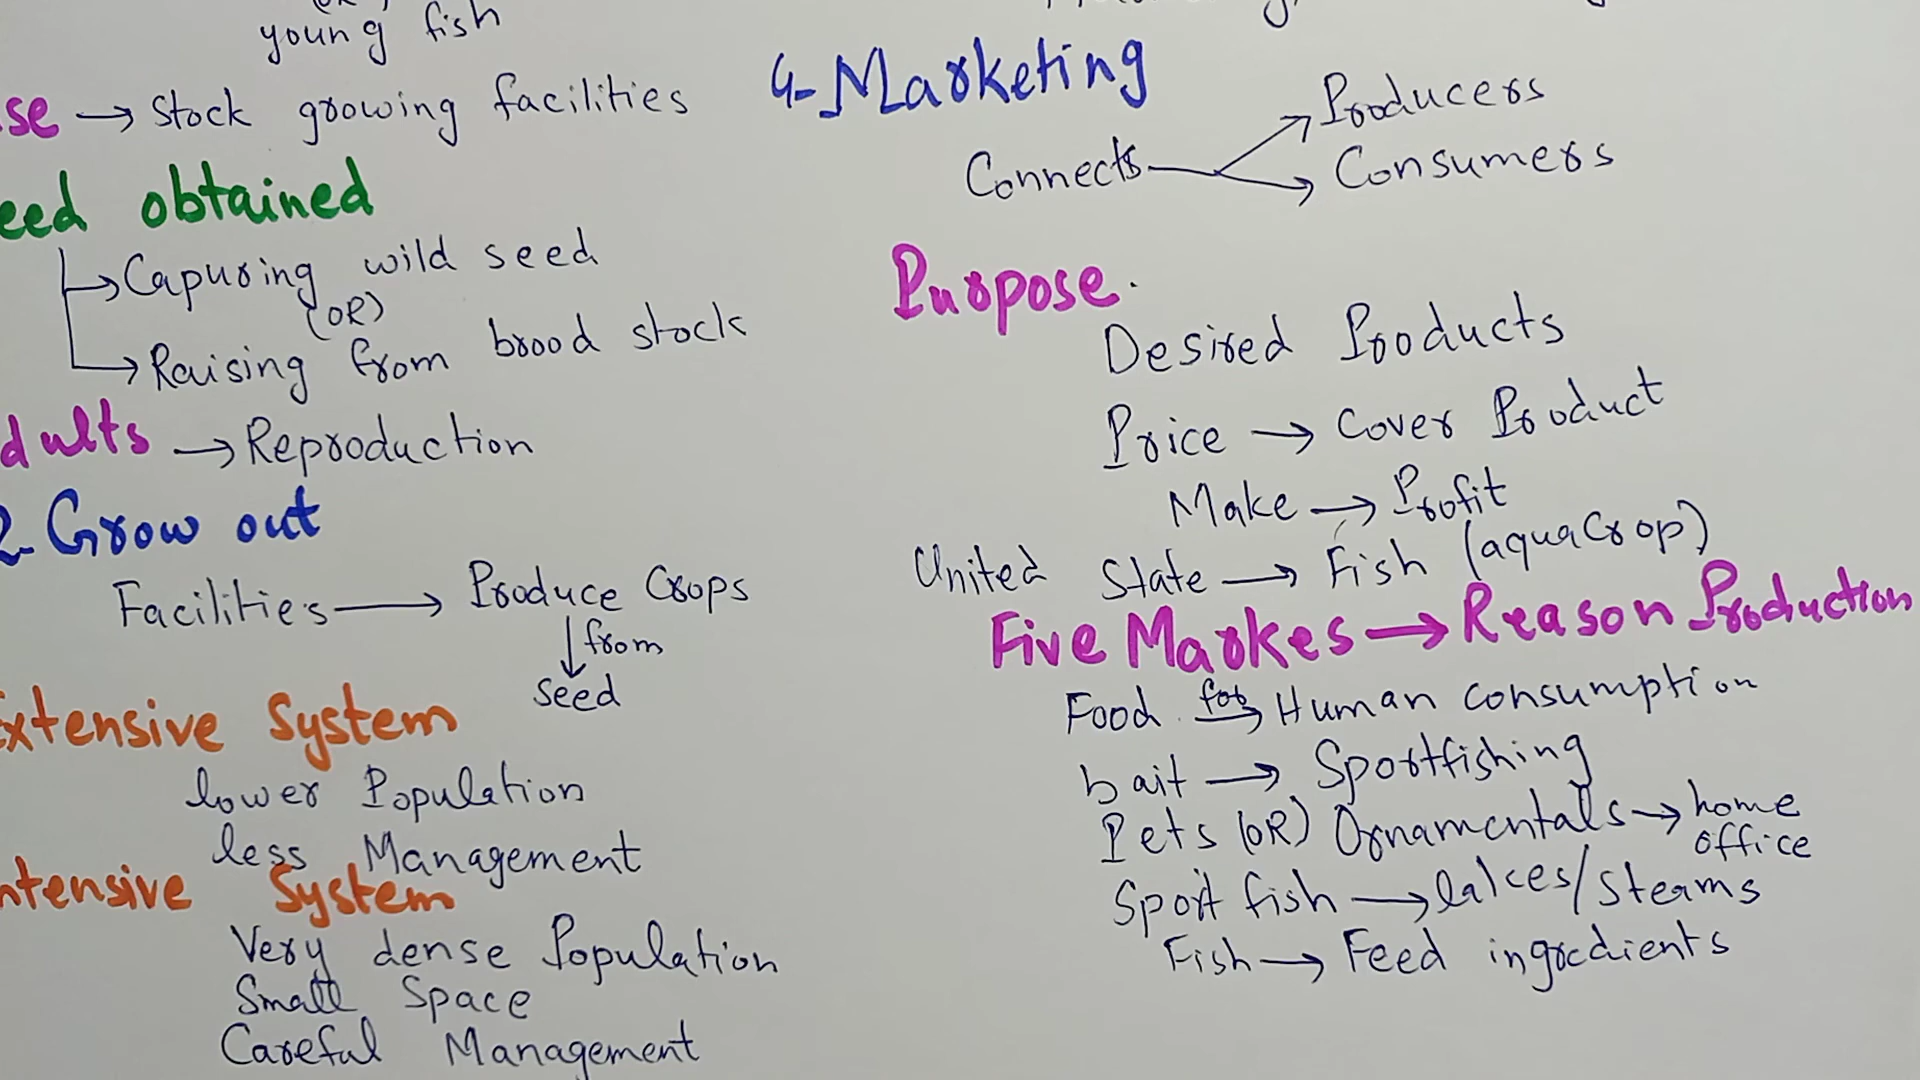 young fish
se → Stock growing facilities
eed obtained
→ Capuring wild seed
(OR)
→ Raising from brood stock
dults → Reproduction
2- Grow out
Facilities → Produce Crops
↓ from
Seed
xtensive System
lower Population
less Management
ntensive System
Very dense Population
Small Space
Careful Management
4- Marketing
Connects → Producers
→ Consumers
Purpose.
Desired Products
Price → Cover Product
Make → Profit
United State → Fish (aquaCrop)
Five Markes → Reason Production
Food for → Human consumption
bait → Sportfishing
Pets (OR) Ornamentals → home
office
Sport fish → lakes/Steams
Fish → Feed ingredients